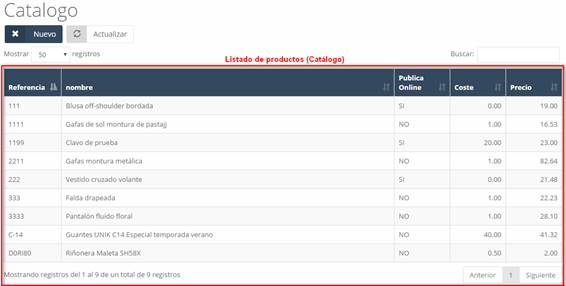 Catalogo
Nuevo Actualizar
Mostrar 50 registros Buscar:
Listado de productos (Catálogo)
Referencia nombre Publica Online Coste Precio
111 Blusa off-shoulder bordada SI 0.00 19.00
1111 Gafas de sol montura de pastajj NO 1.00 16.53
1199 Clavo de prueba SI 20.00 23.00
2211 Gafas montura metálica NO 1.00 82.64
222 Vestido cruzado volante SI 0.00 21.48
333 Falda drapeada NO 1.00 22.23
3333 Pantalón fluido floral NO 1.00 28.10
C-14 Guantes UNIK C14 Especial temporada verano NO 40.00 41.32
D0RI80 Riñonera Maleta SH58X NO 0.50 2.00
Mostrando registros del 1 al 9 de un total de 9 registros Anterior 1 Siguiente